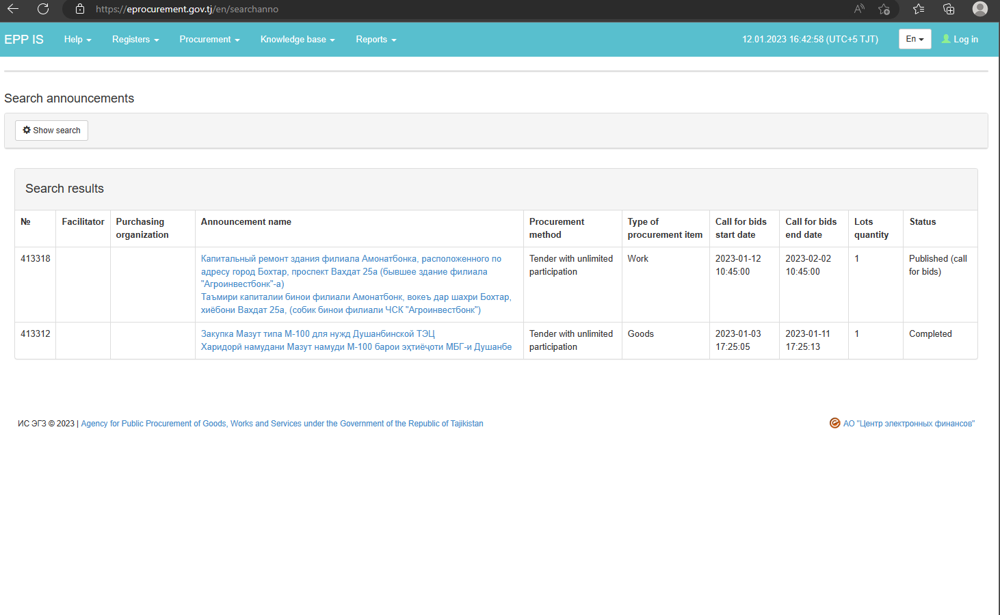 https://eprocurement.gov.tj/en/searchanno
EPP IS Help Registers Procurement Knowledge base Reports 12.01.2023 16:42:58 (UTC+5 TJT) En Log in
Search announcements
Show search
Search results
№ Facilitator Purchasing organization Announcement name Procurement method Type of procurement item Call for bids start date Call for bids end date Lots quantity Status
413318
Капитальный ремонт здания филиала Амонатбонка, расположенного по
адресу город Бохтар, проспект Вахдат 25а (бывшее здание филиала
"Агроинвестбонк"-а)
Таъмири капиталии бинои филиали Амонатбонк, вокеъ дар шахри Бохтар,
хиёбони Вахдат 25а, (собик бинои филиали ЧСК "Агроинвестбонк")
Tender with unlimited
participation
Work
2023-01-12
10:45:00
2023-02-02
10:45:00
1
Published (call
for bids)
413312
Закупка Мазут типа М-100 для нужд Душанбинской ТЭЦ
Харидорӣ намудани Мазут намуди М-100 барои эҳтиёҷоти МБГ-и Душанбе
Tender with unlimited
participation
Goods
2023-01-03
17:25:05
2023-01-11
17:25:13
1
Completed
ИС ЭГЗ © 2023 | Agency for Public Procurement of Goods, Works and Services under the Government of the Republic of Tajikistan
АО "Центр электронных финансов"